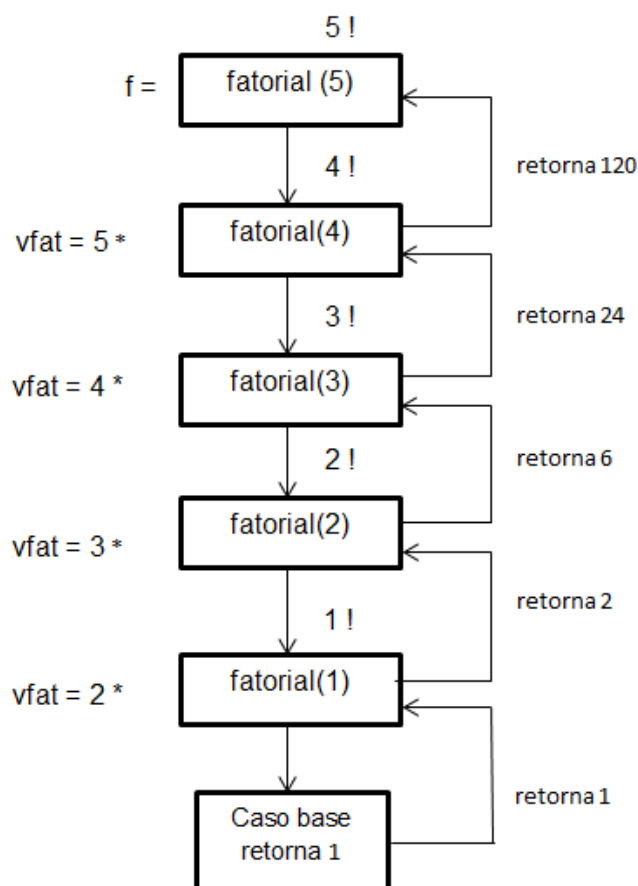 5 !
f =
fatorial (5)
4 !
retorna 120
vfat = 5 *
fatorial(4)
3 !
retorna 24
vfat = 4 *
fatorial(3)
2 !
retorna 6
vfat = 3 *
fatorial(2)
1 !
retorna 2
vfat = 2 *
fatorial(1)
retorna 1
Caso base
retorna 1